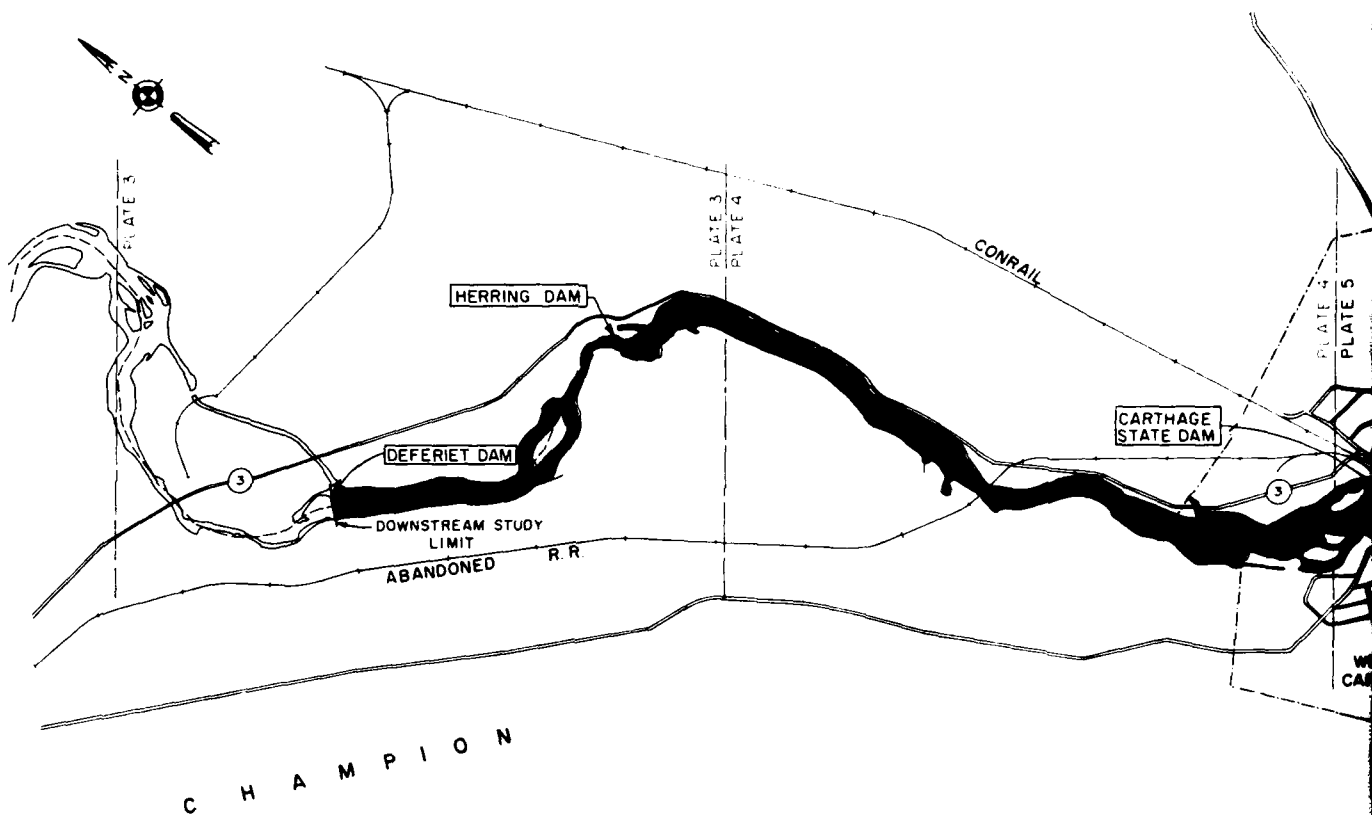 N
PLATE 3
PLATE 3
PLATE 4
CONRAIL
HERRING DAM
PLATE 4
PLATE 5
CARTHAGE
STATE DAM
DEFERIET DAM
3
3
DOWNSTREAM STUDY
LIMIT
ABANDONED R. R.
CHAMPION